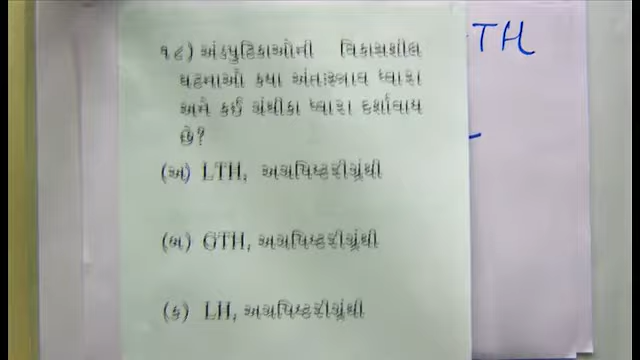 TH
૧૮) અંડપુટિકાઓની વિકાસશીલ
ઘટનાઓ કયા અંતઃસ્ત્રાવ ધ્વારા
અને કઈ ગ્રંથીકા ધ્વારા દર્શાવાય
છે?
(અ) LTH, અગ્રપિટ્યુટરીગ્રંથી
(બ) GTH, અગ્રપિટ્યુટરીગ્રંથી
(ક) LH, અગ્રપિટ્યુટરીગ્રંથી